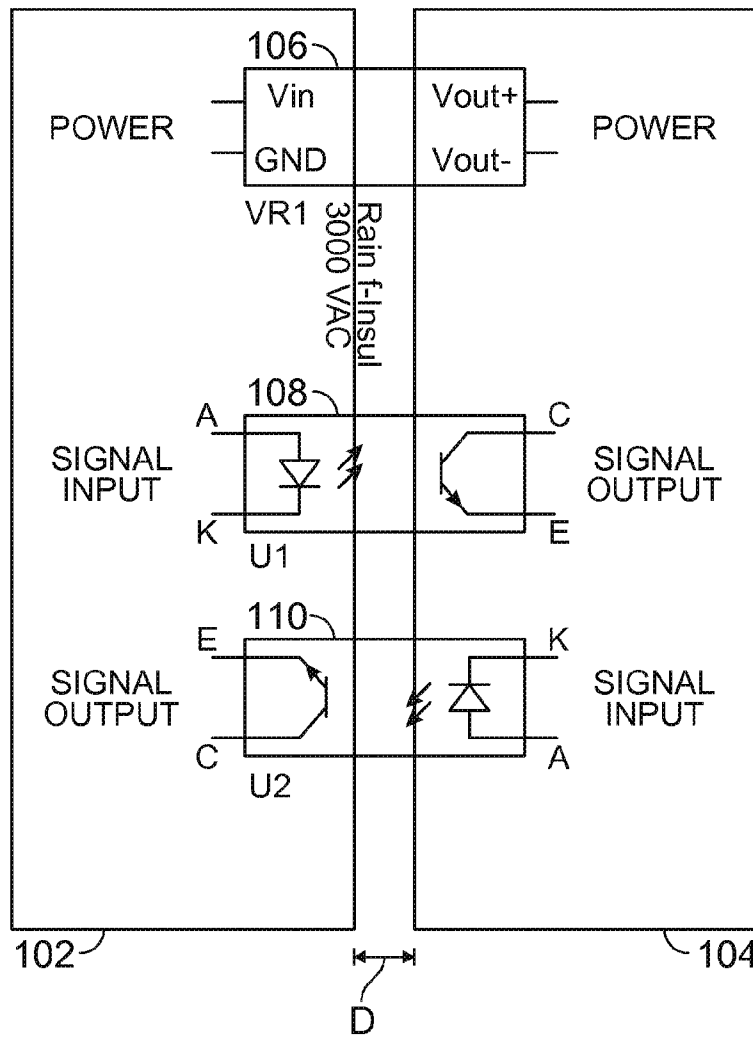 106
Vin
Vout+
POWER
POWER
GND
Vout-
VR1
Rain f-Insul
3000 VAC
108
A
C
SIGNAL
INPUT
SIGNAL
OUTPUT
K
E
U1
110
E
K
SIGNAL
OUTPUT
SIGNAL
INPUT
C
A
U2
102
104
D